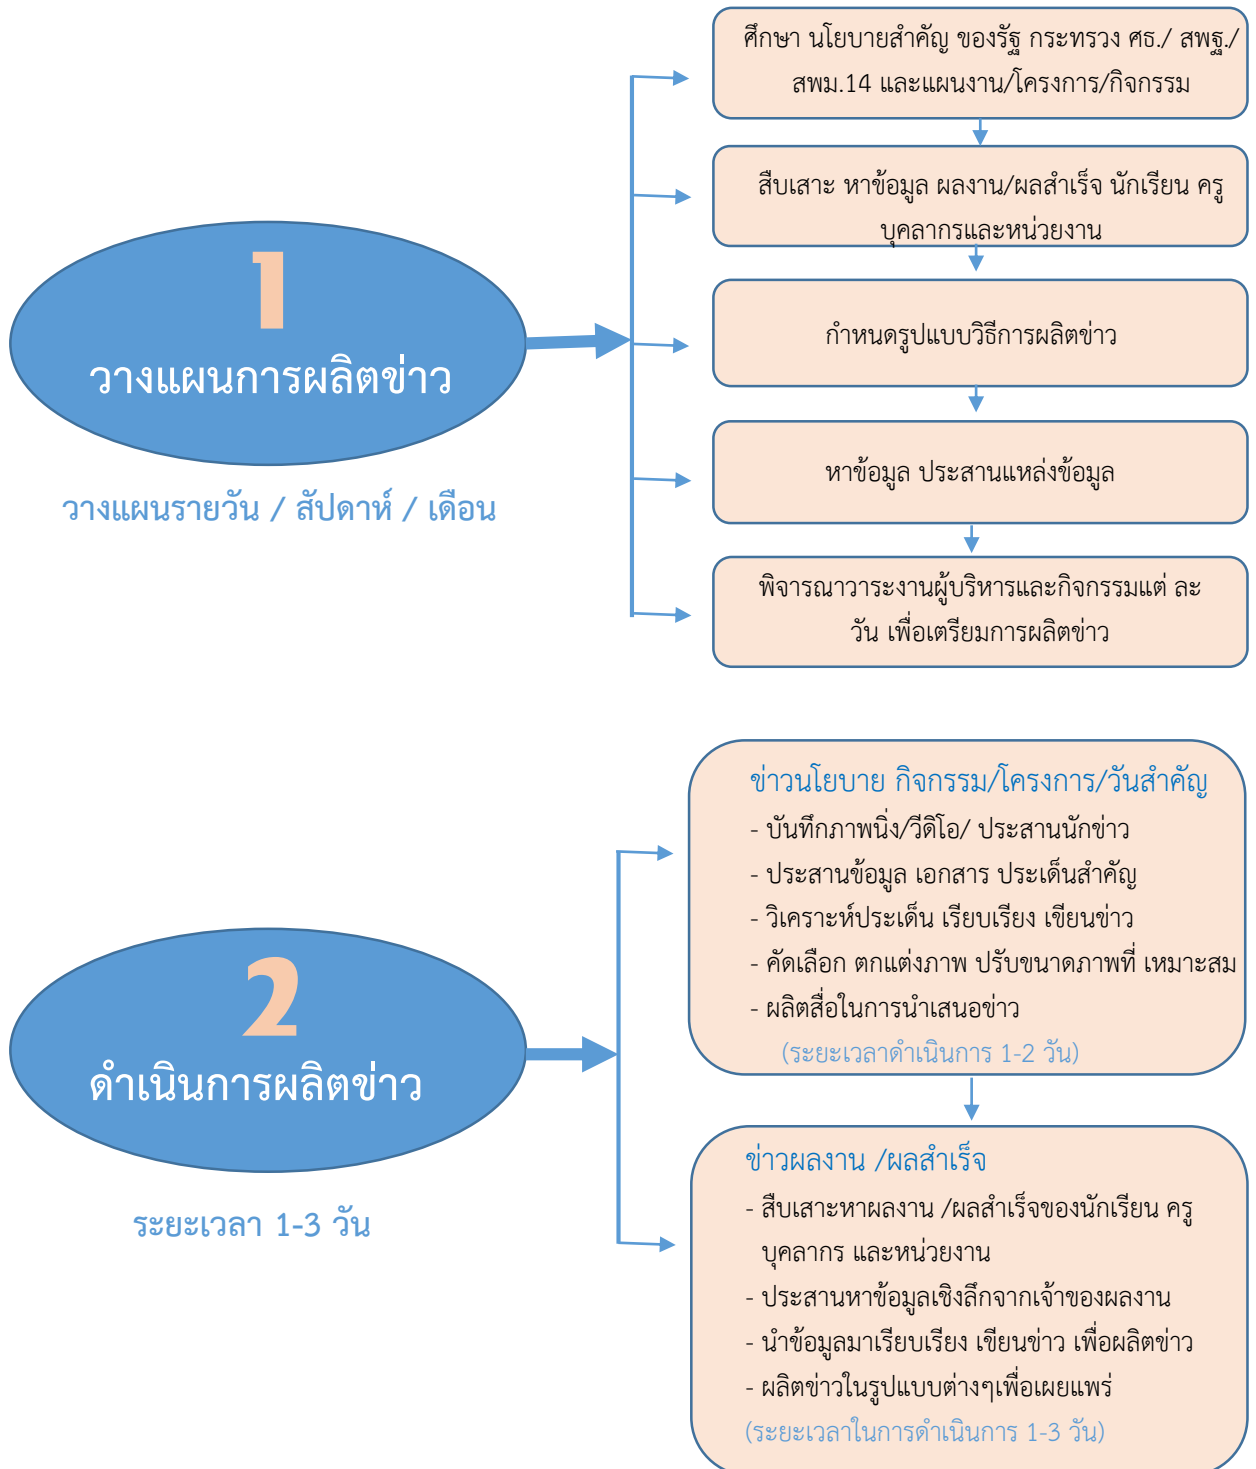 ศึกษา นโยบายสำคัญ ของรัฐ กระทรวง ศธ./ สพฐ./
สพม.14 และแผนงาน/โครงการ/กิจกรรม
สืบเสาะ หาข้อมูล ผลงาน/ผลสำเร็จ นักเรียน ครู
บุคลากรและหน่วยงาน
1
วางแผนการผลิตข่าว
วางแผนรายวัน / สัปดาห์ / เดือน
กำหนดรูปแบบวิธีการผลิตข่าว
หาข้อมูล ประสานแหล่งข้อมูล
พิจารณาวาระงานผู้บริหารและกิจกรรมแต่ ละ
วัน เพื่อเตรียมการผลิตข่าว
2
ดำเนินการผลิตข่าว
ระยะเวลา 1-3 วัน
ข่าวนโยบาย กิจกรรม/โครงการ/วันสำคัญ
- บันทึกภาพนิ่ง/วีดิโอ/ ประสานนักข่าว
- ประสานข้อมูล เอกสาร ประเด็นสำคัญ
- วิเคราะห์ประเด็น เรียบเรียง เขียนข่าว
- คัดเลือก ตกแต่งภาพ ปรับขนาดภาพที่ เหมาะสม
- ผลิตสื่อในการนำเสนอข่าว
(ระยะเวลาดำเนินการ 1-2 วัน)
ข่าวผลงาน /ผลสำเร็จ
- สืบเสาะหาผลงาน /ผลสำเร็จของนักเรียน ครู
บุคลากร และหน่วยงาน
- ประสานหาข้อมูลเชิงลึกจากเจ้าของผลงาน
- นำข้อมูลมาเรียบเรียง เขียนข่าว เพื่อผลิตข่าว
- ผลิตข่าวในรูปแบบต่างๆเพื่อเผยแพร่
(ระยะเวลาในการดำเนินการ 1-3 วัน)